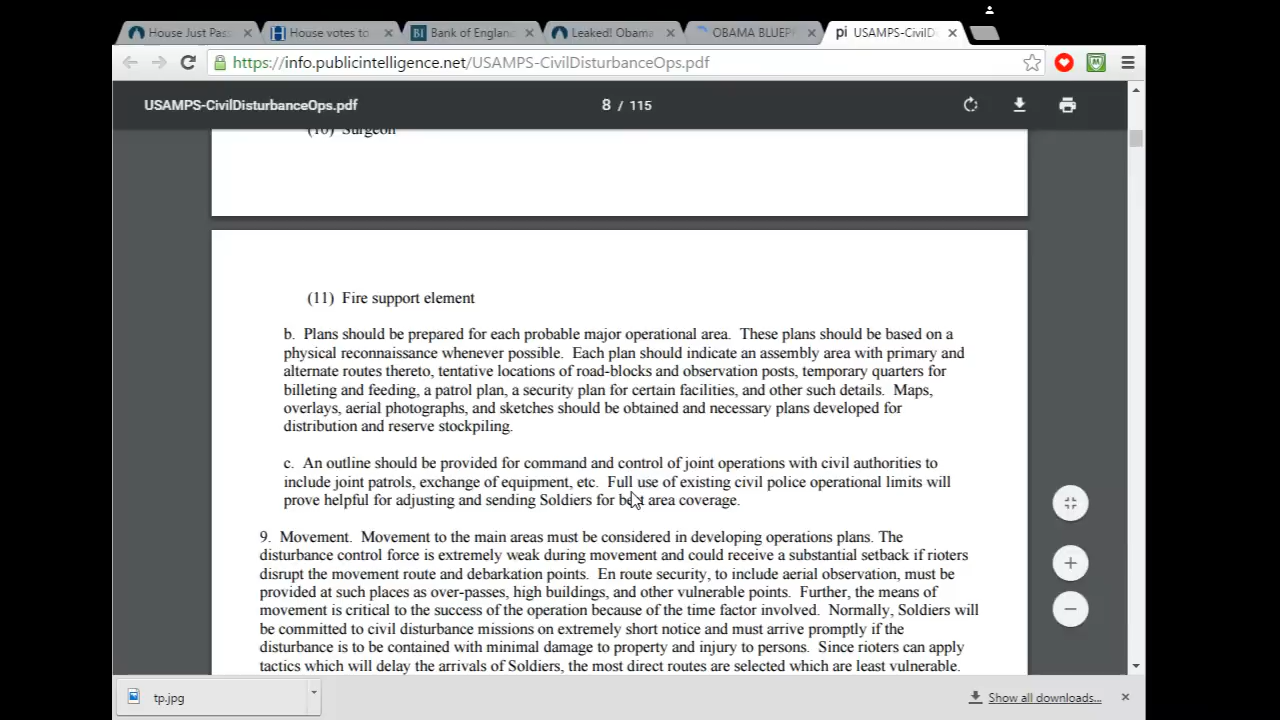 House Just Pas
House votes to
BI Bank of England
Leaked! Obama
OBAMA BLUEP
pi USAMPS-CivilD
https://info.publicintelligence.net/USAMPS-CivilDisturbanceOps.pdf
USAMPS-CivilDisturbanceOps.pdf 8 / 115
(10) Surgeon
(11) Fire support element
b. Plans should be prepared for each probable major operational area. These plans should be based on a
physical reconnaissance whenever possible. Each plan should indicate an assembly area with primary and
alternate routes thereto, tentative locations of road-blocks and observation posts, temporary quarters for
billeting and feeding, a patrol plan, a security plan for certain facilities, and other such details. Maps,
overlays, aerial photographs, and sketches should be obtained and necessary plans developed for
distribution and reserve stockpiling.
c. An outline should be provided for command and control of joint operations with civil authorities to
include joint patrols, exchange of equipment, etc. Full use of existing civil police operational limits will
prove helpful for adjusting and sending Soldiers for best area coverage.
9. Movement. Movement to the main areas must be considered in developing operations plans. The
disturbance control force is extremely weak during movement and could receive a substantial setback if rioters
disrupt the movement route and debarkation points. En route security, to include aerial observation, must be
provided at such places as over-passes, high buildings, and other vulnerable points. Further, the means of
movement is critical to the success of the operation because of the time factor involved. Normally, Soldiers will
be committed to civil disturbance missions on extremely short notice and must arrive promptly if the
disturbance is to be contained with minimal damage to property and injury to persons. Since rioters can apply
tactics which will delay the arrivals of Soldiers, the most direct routes are selected which are least vulnerable.
tp.jpg
Show all downloads...